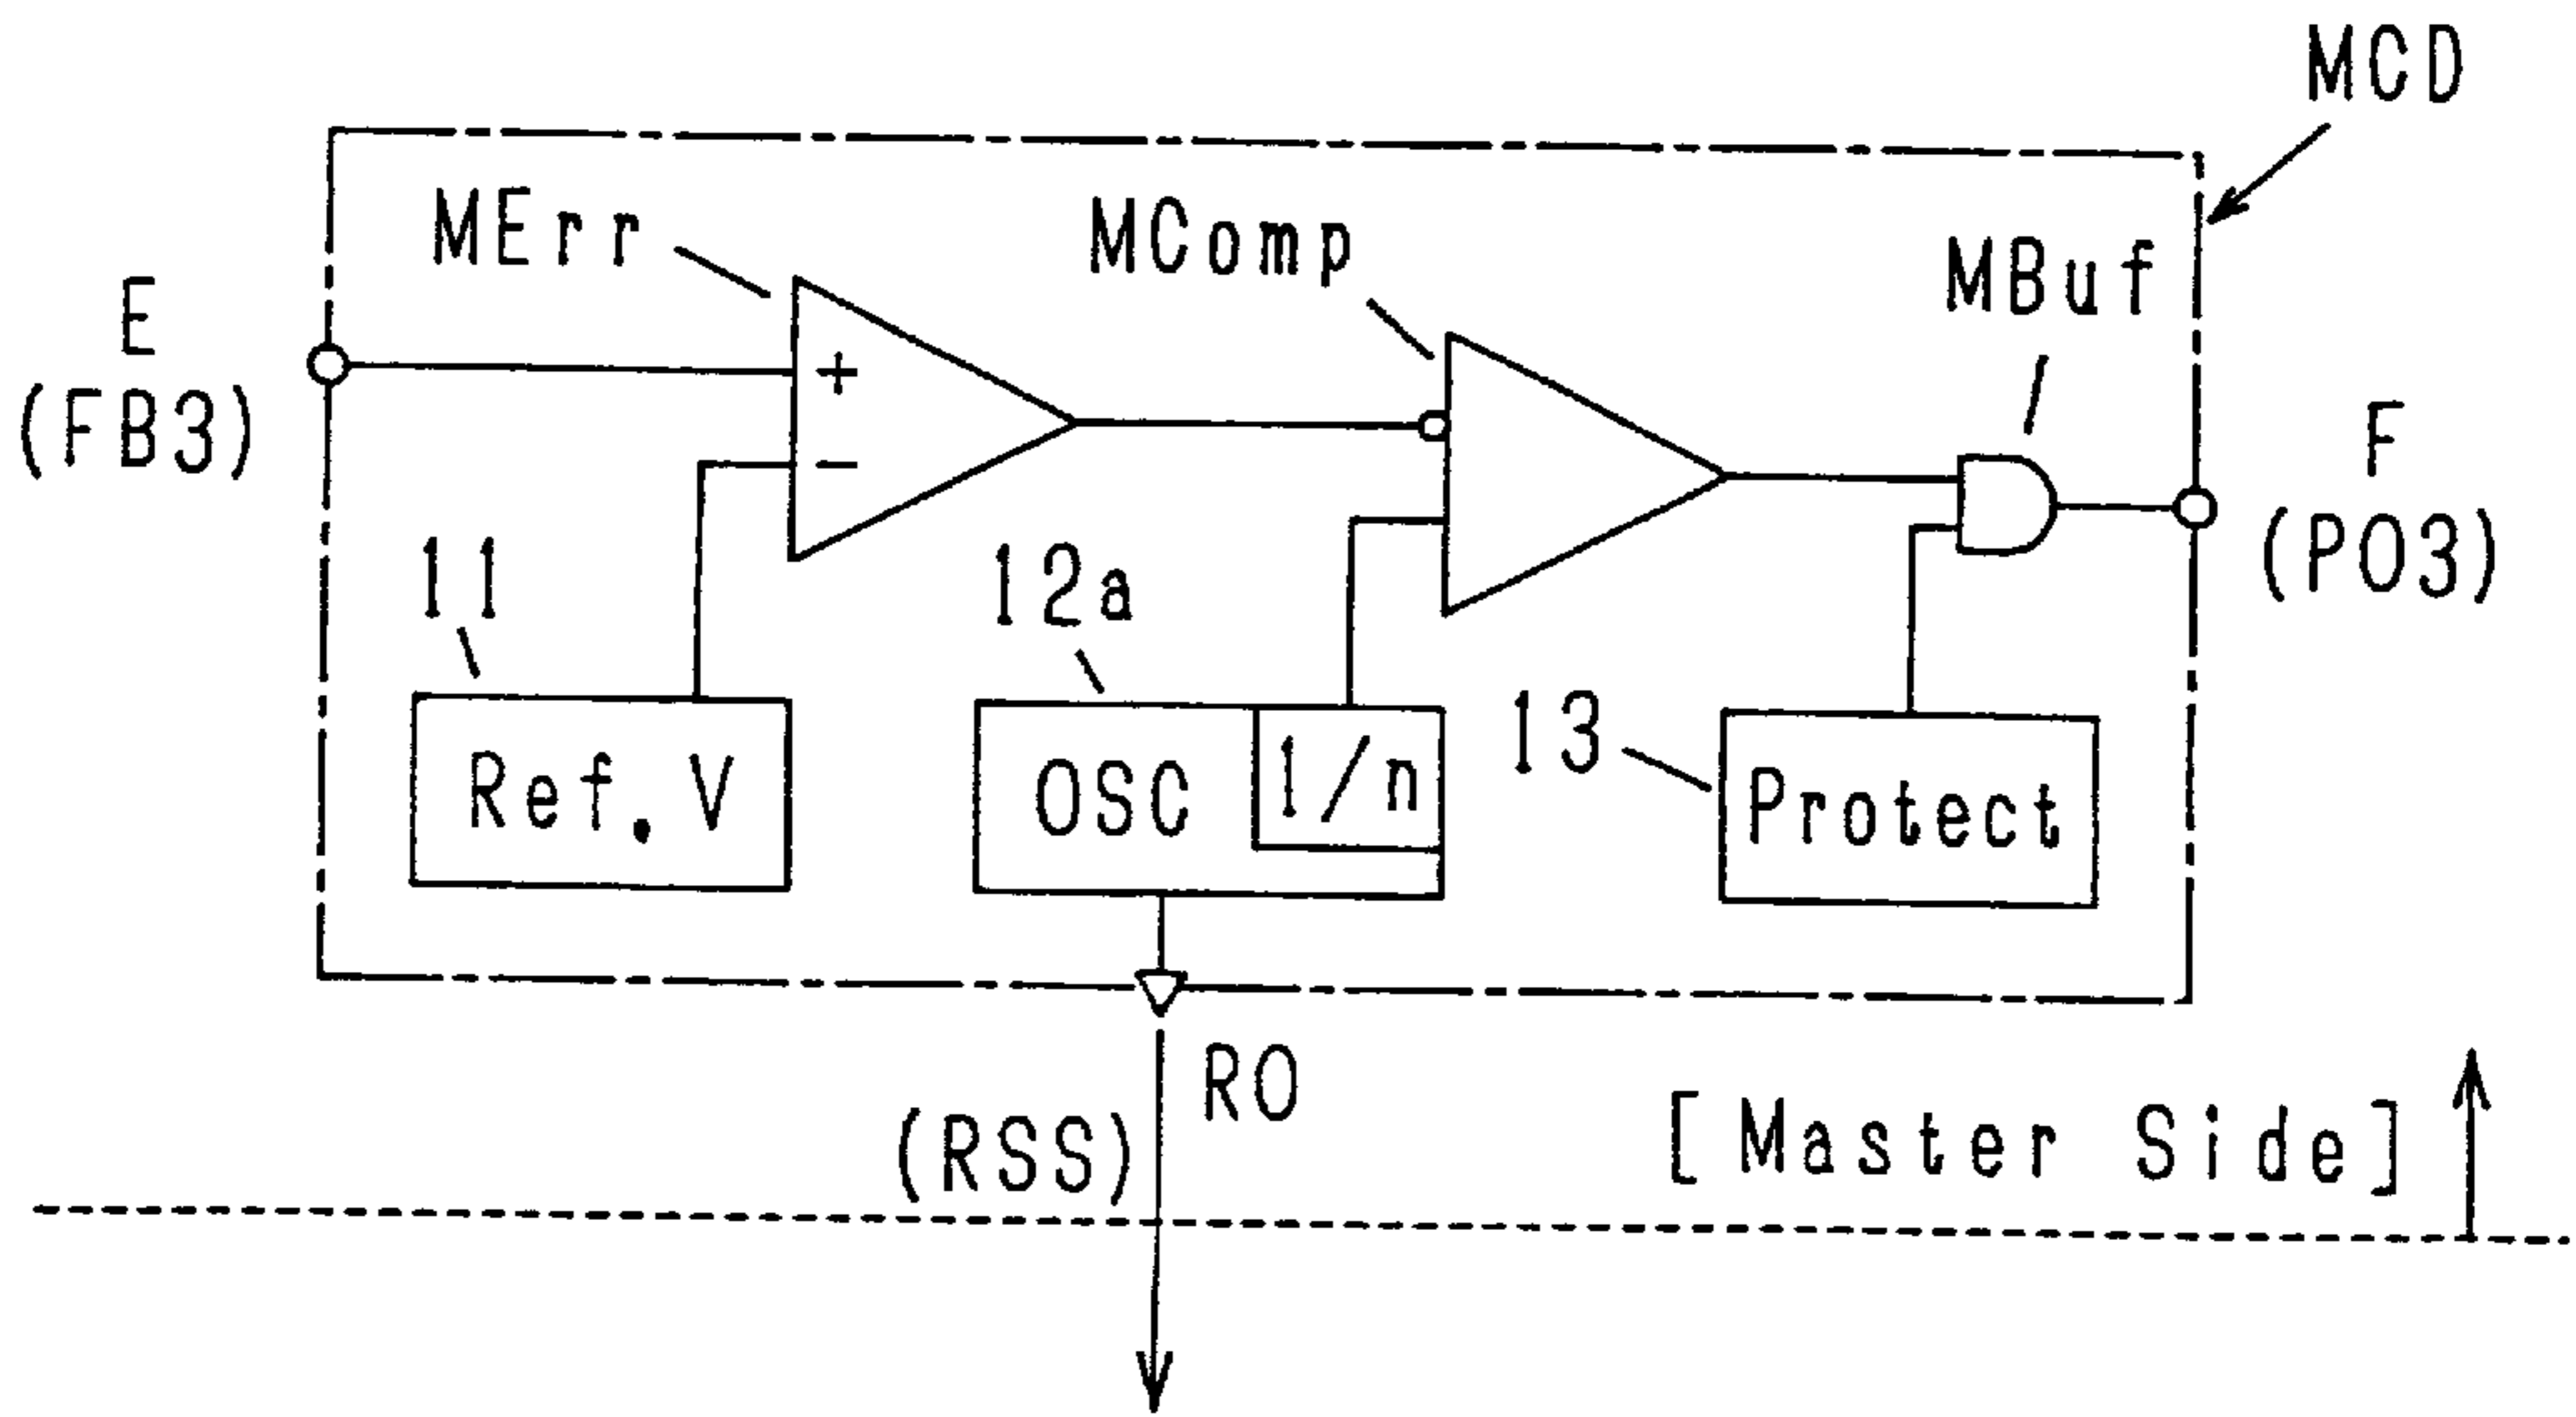 MCD
MErr
MComp
MBuf
E
(FB3)
+
−
F
(PO3)
11
12a
13
Ref.V
OSC
1/n
Protect
RO
(RSS)
[Master Side]